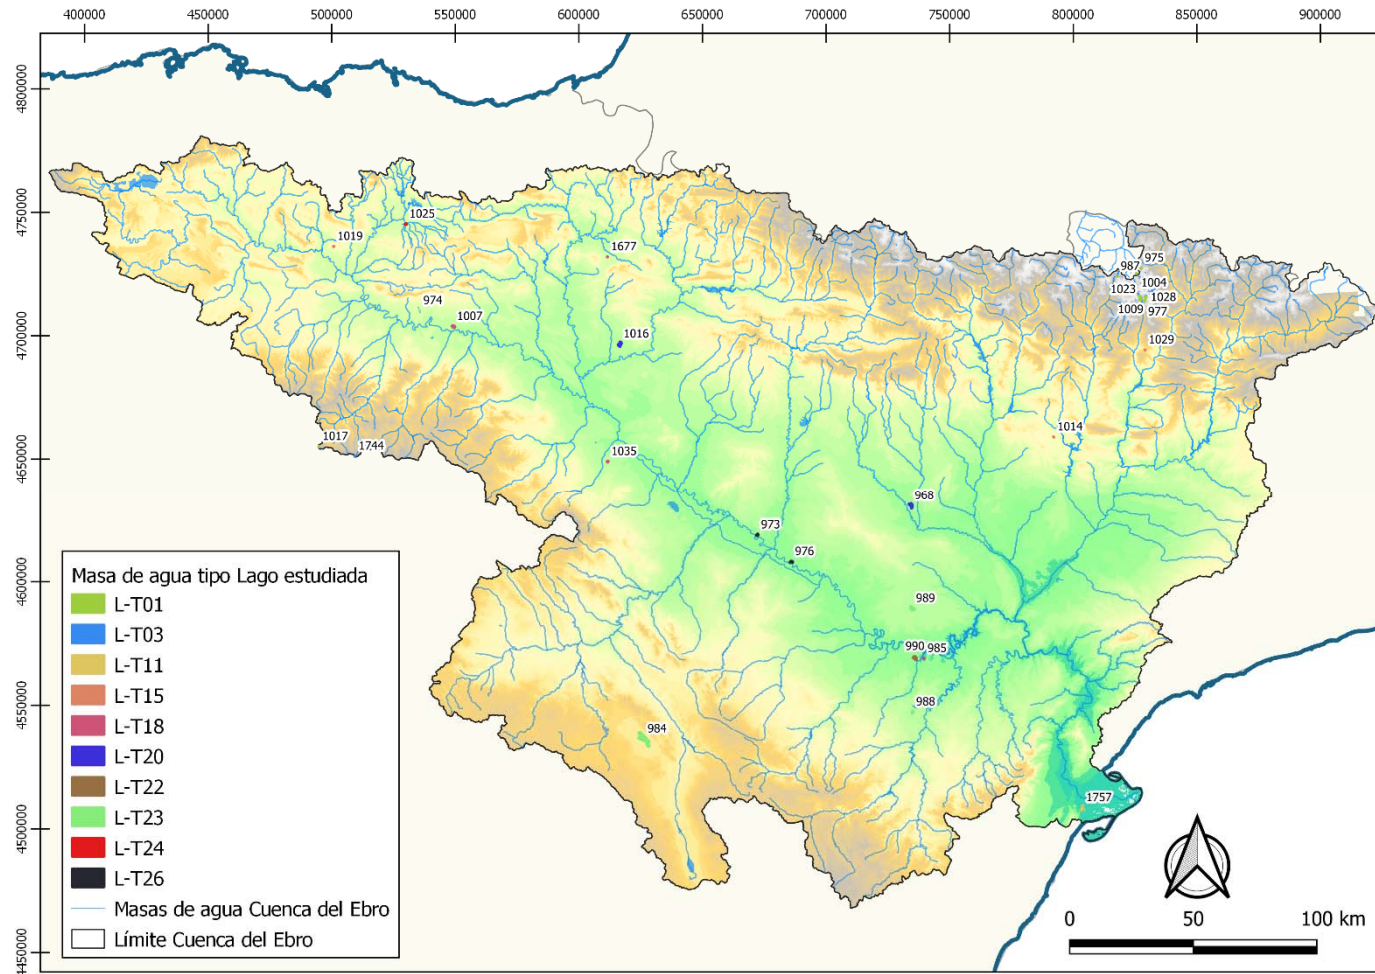 400000 450000 500000 550000 600000 650000 700000 750000 800000 850000 900000
4800000
4750000
4700000
4650000
4600000
4550000
4500000
4450000
1025
1019
1677
975
987
1004
1023
1028
1009
977
974
1007
1016
1029
1014
1017
1744
1035
968
973
976
989
990
985
988
984
1757
Masa de agua tipo Lago estudiada
L-T01
L-T03
L-T11
L-T15
L-T18
L-T20
L-T22
L-T23
L-T24
L-T26
Masas de agua Cuenca del Ebro
Límite Cuenca del Ebro
0 50 100 km